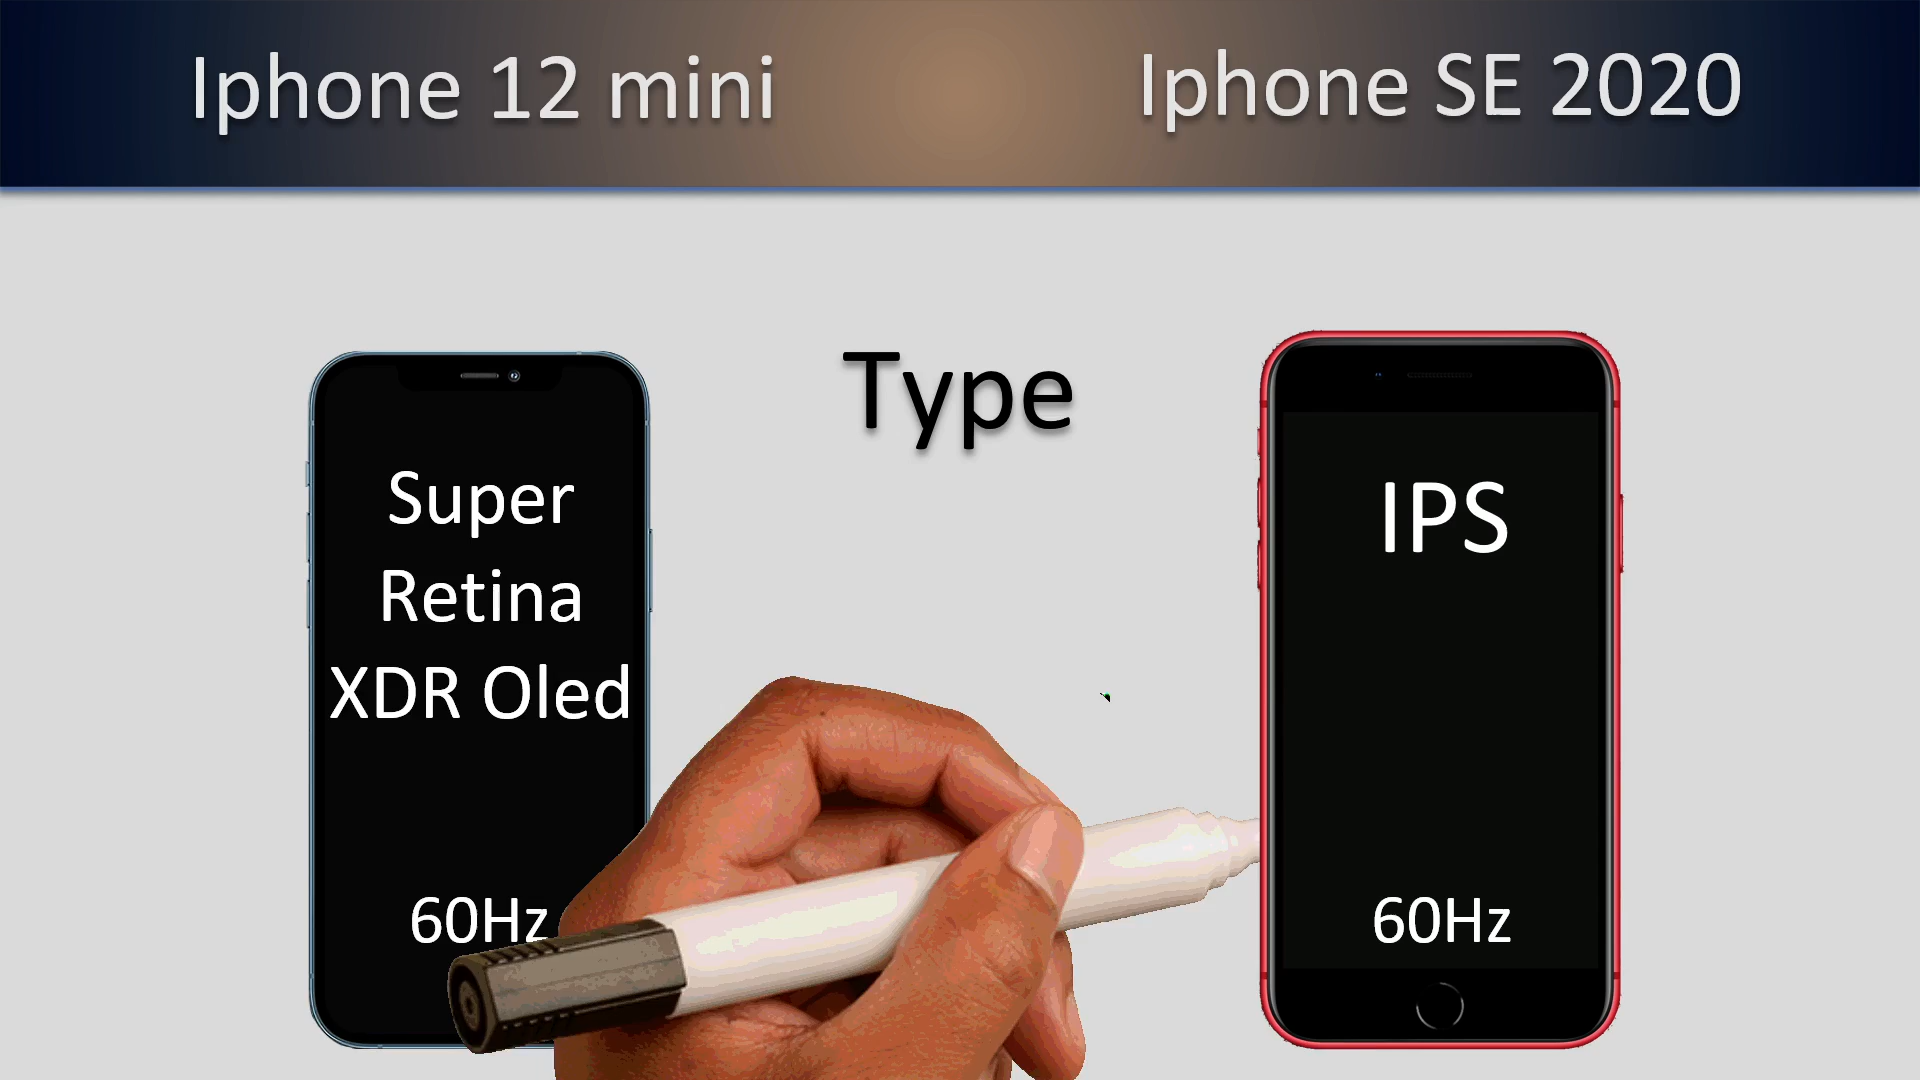 Iphone 12 mini
Iphone SE 2020
Type
Super
Retina
XDR Oled
60Hz
IPS
60Hz